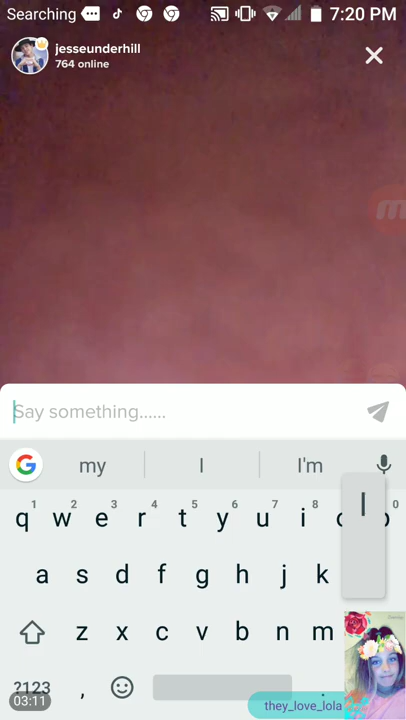 Searching
7:20 PM
jesseunderhill
764 online
Say something......
my I I'm
1 2 3 4 5 6 7 8 0
q w e r t y u i
l
a s d f g h j k
z x c v b n m
?123 , .
03:11
they_love_lola